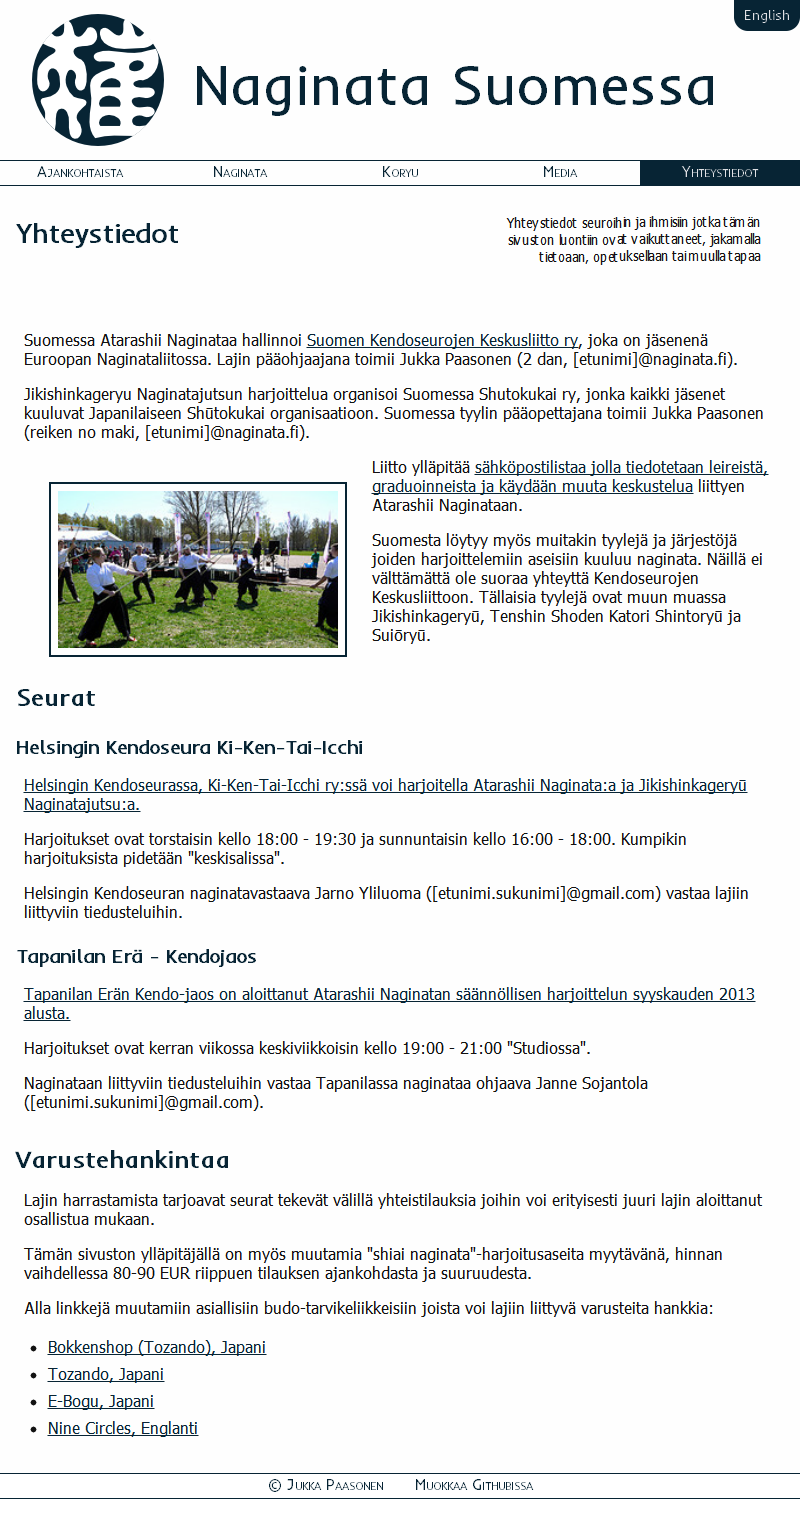 English
Naginata Suomessa
Ajankohtaista Naginata Koryu Media Yhteystiedot
Yhteystiedot
Yhteystiedot seuroihin ja ihmisiin jotka tämän
sivuston luontiin ovat vaikuttaneet, jakamalla
tietoaan, opetuksellaan tai muulla tapaa
Suomessa Atarashii Naginataa hallinnoi Suomen Kendoseurojen Keskusliitto ry, joka on jäsenenä
Euroopan Naginataliitossa. Lajin pääohjaajana toimii Jukka Paasonen (2 dan, [etunimi]@naginata.fi).
Jikishinkageryu Naginatajutsun harjoittelua organisoi Suomessa Shutokukai ry, jonka kaikki jäsenet
kuuluvat Japanilaiseen Shūtokukai organisaatioon. Suomessa tyylin pääopettajana toimii Jukka Paasonen
(reiken no maki, [etunimi]@naginata.fi).
Liitto ylläpitää sähköpostilistaa jolla tiedotetaan leireistä,
graduoinneista ja käydään muuta keskustelua liittyen
Atarashii Naginataan.
Suomesta löytyy myös muitakin tyylejä ja järjestöjä
joiden harjoittelemiin aseisiin kuuluu naginata. Näillä ei
välttämättä ole suoraa yhteyttä Kendoseurojen
Keskusliittoon. Tällaisia tyylejä ovat muun muassa
Jikishinkageryū, Tenshin Shoden Katori Shintoryū ja
Suiōryū.
Seurat
Helsingin Kendoseura Ki-Ken-Tai-Icchi
Helsingin Kendoseurassa, Ki-Ken-Tai-Icchi ry:ssä voi harjoitella Atarashii Naginata:a ja Jikishinkageryū
Naginatajutsu:a.
Harjoitukset ovat torstaisin kello 18:00 - 19:30 ja sunnuntaisin kello 16:00 - 18:00. Kumpikin
harjoituksista pidetään "keskisalissa".
Helsingin Kendoseuran naginatavastaava Jarno Yliluoma ([etunimi.sukunimi]@gmail.com) vastaa lajiin
liittyviin tiedusteluihin.
Tapanilan Erä - Kendojaos
Tapanilan Erän Kendo-jaos on aloittanut Atarashii Naginatan säännöllisen harjoittelun syyskauden 2013
alusta.
Harjoitukset ovat kerran viikossa keskiviikkoisin kello 19:00 - 21:00 "Studiossa".
Naginataan liittyviin tiedusteluihin vastaa Tapanilassa naginataa ohjaava Janne Sojantola
([etunimi.sukunimi]@gmail.com).
Varustehankintaa
Lajin harrastamista tarjoavat seurat tekevät välillä yhteistilauksia joihin voi erityisesti juuri lajin aloittanut
osallistua mukaan.
Tämän sivuston ylläpitäjällä on myös muutamia "shiai naginata"-harjoitusaseita myytävänä, hinnan
vaihdellessa 80-90 EUR riippuen tilauksen ajankohdasta ja suuruudesta.
Alla linkkejä muutamiin asiallisiin budo-tarvikeliikkeisiin joista voi lajiin liittyvä varusteita hankkia:
Bokkenshop (Tozando), Japani
Tozando, Japani
E-Bogu, Japani
Nine Circles, Englanti
© Jukka Paasonen Muokkaa Githubissa